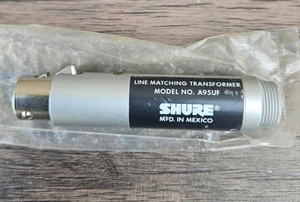 LINE MATCHING TRANSFORMER
MODEL NO. A95UF
SHURE®
MFD. IN MEXICO